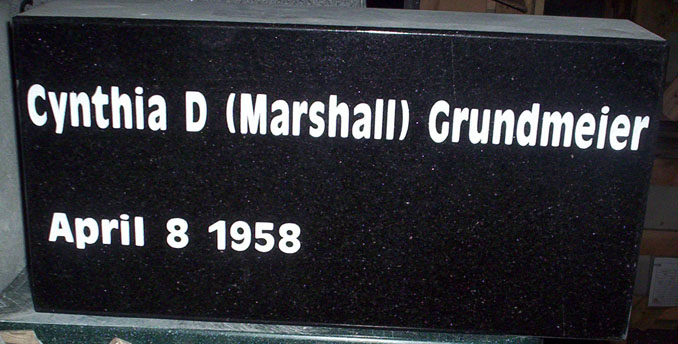 Cynthia D (Marshall) Grundmeier
April 8 1958